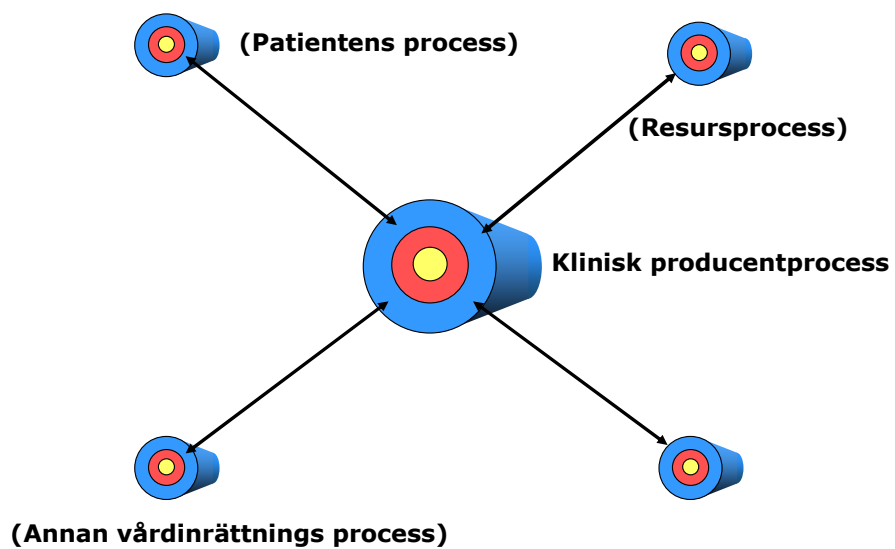 (Patientens process)
(Resursprocess)
Klinisk producentprocess
(Annan vårdinrättnings process)